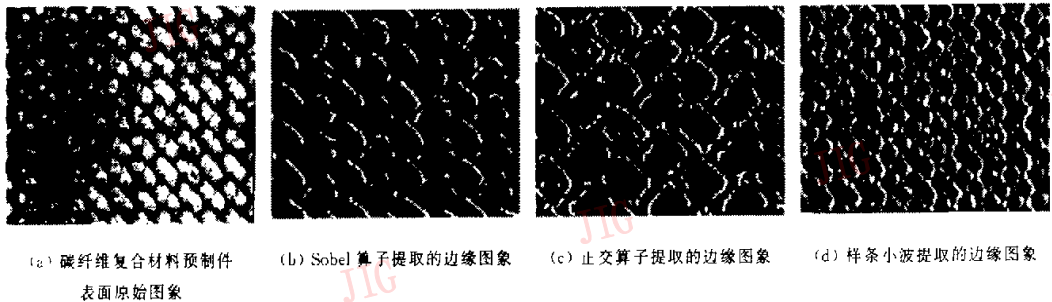 (a) 碳纤维复合材料预制件
表面原始图象
(b) Sobel 算子提取的边缘图象
(c) 正交算子提取的边缘图象
(d) 样条小波提取的边缘图象
JIG
JIG
JIG
JIG